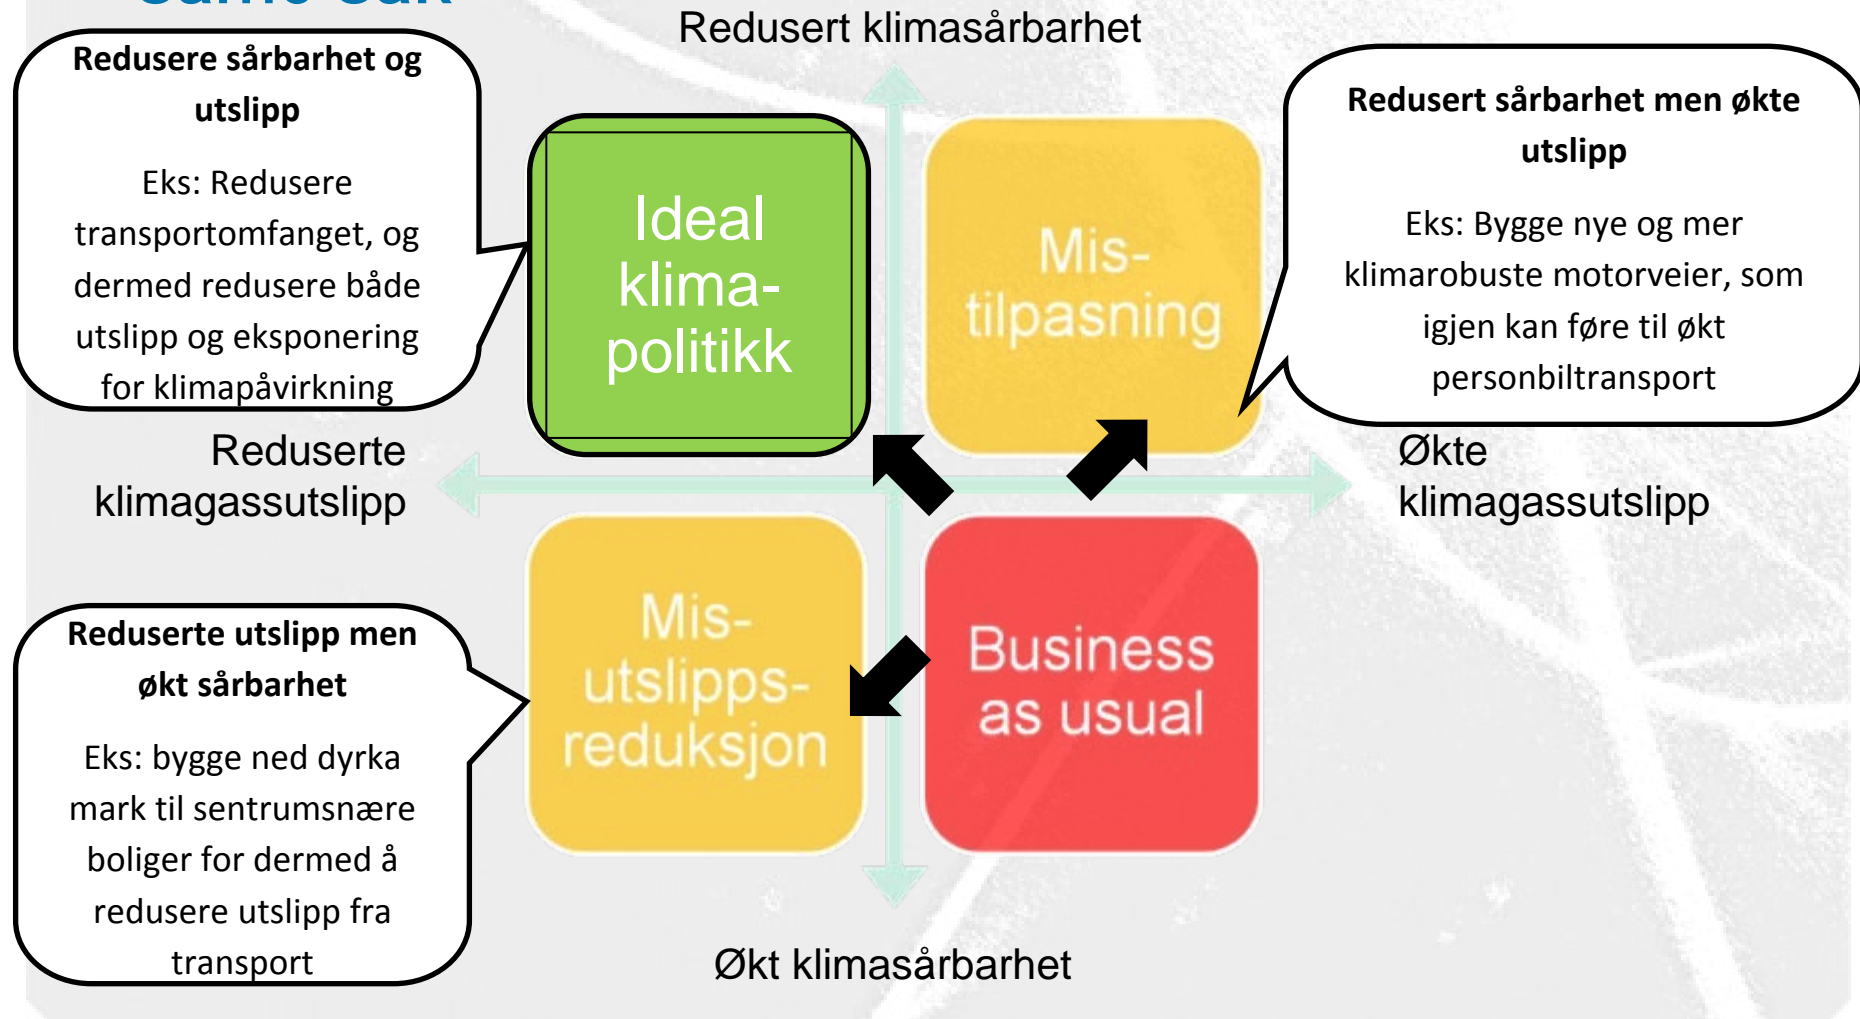 same sak
Redusert klimasårbarhet
Redusere sårbarhet og
utslipp
Eks: Redusere
transportomfanget, og
dermed redusere både
utslipp og eksponering
for klimapåvirkning
Ideal
klima-
politikk
Mis-
tilpasning
Redusert sårbarhet men økte
utslipp
Eks: Bygge nye og mer
klimarobuste motorveier, som
igjen kan føre til økt
personbiltransport
Reduserte
klimagassutslipp
Økte
klimagassutslipp
Reduserte utslipp men
økt sårbarhet
Eks: bygge ned dyrka
mark til sentrumsnære
boliger for dermed å
redusere utslipp fra
transport
Mis-
utslipps-
reduksjon
Business
as usual
Økt klimasårbarhet